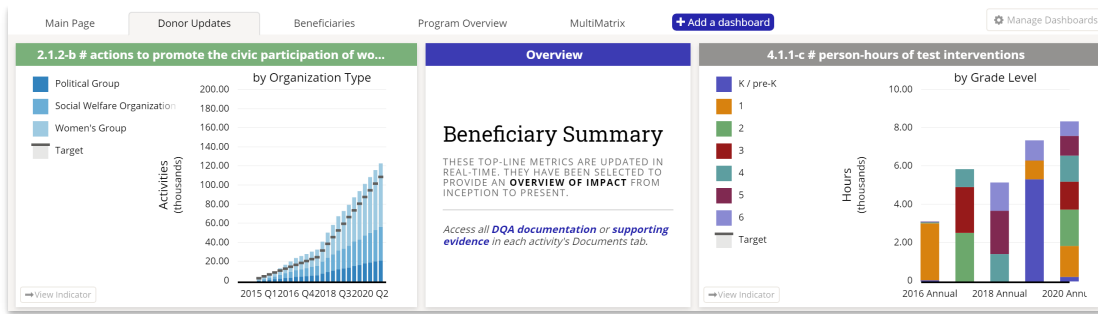 Main Page
Donor Updates
Beneficiaries
Program Overview
MultiMatrix
+ Add a dashboard
Manage Dashboards
2.1.2-b # actions to promote the civic participation of wo...
by Organization Type
Political Group
Social Welfare Organization
Women's Group
Target
Activities
(thousands)
200.00
180.00
160.00
140.00
120.00
100.00
80.00
60.00
40.00
20.00
0
2015 Q1 2016 Q4 2018 Q3 2020 Q2
View Indicator
Overview
Beneficiary Summary
THESE TOP-LINE METRICS ARE UPDATED IN
REAL-TIME. THEY HAVE BEEN SELECTED TO
PROVIDE AN OVERVIEW OF IMPACT FROM
INCEPTION TO PRESENT.
Access all DQA documentation or supporting
evidence in each activity's Documents tab.
4.1.1-c # person-hours of test interventions
by Grade Level
K / pre-K
1
2
3
4
5
6
Target
Hours
(thousands)
10.00
8.00
6.00
4.00
2.00
0
2016 Annual 2018 Annual 2020 Annu
View Indicator